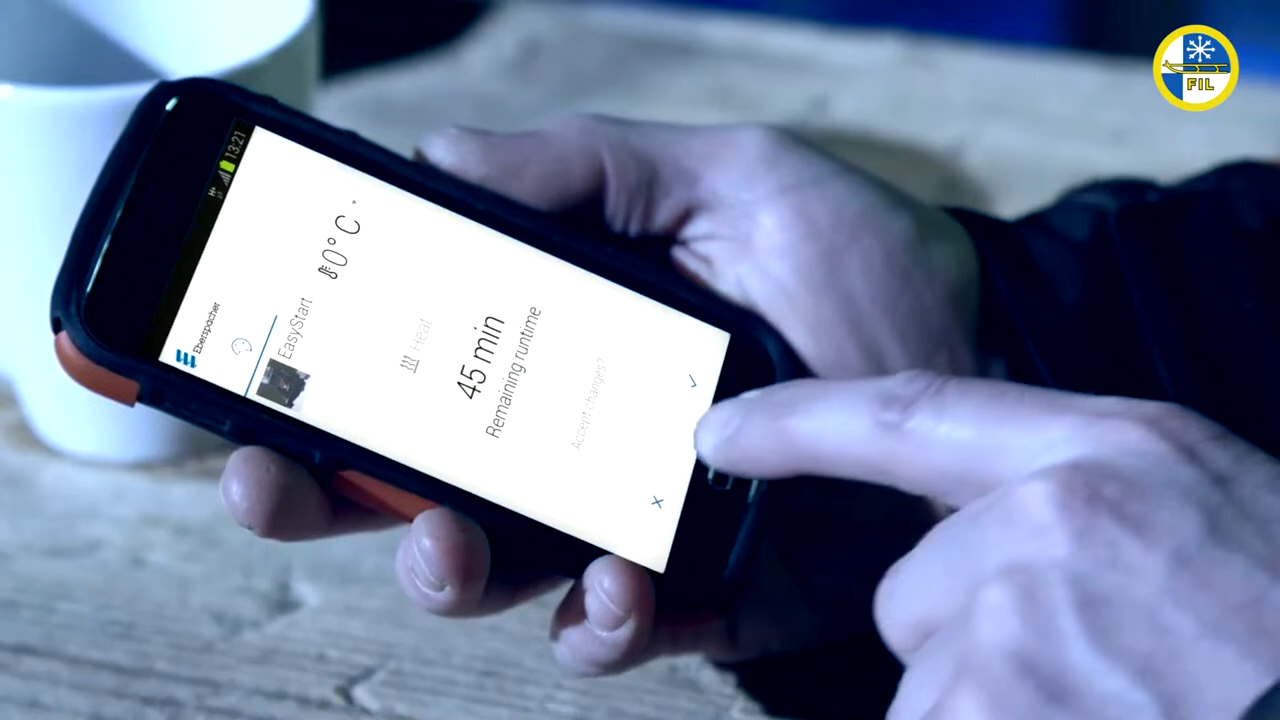 13:21
H+
Eberspächer
EasyStart
0°C
Heat
45 min
Remaining runtime
Accept changes?
FIL